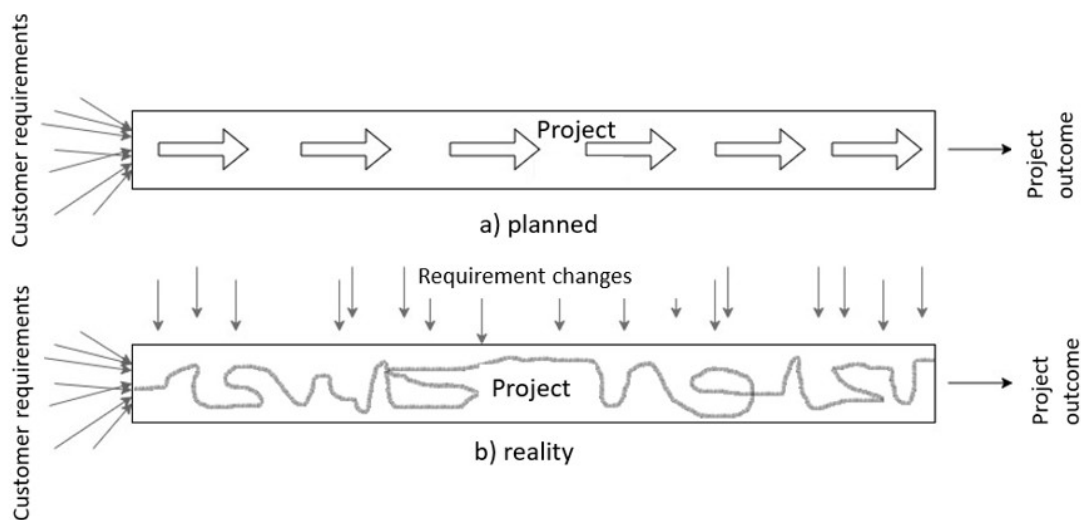 Customer requirements
Project
Project
outcome
a) planned
Requirement changes
Customer requirements
Project
Project
outcome
b) reality